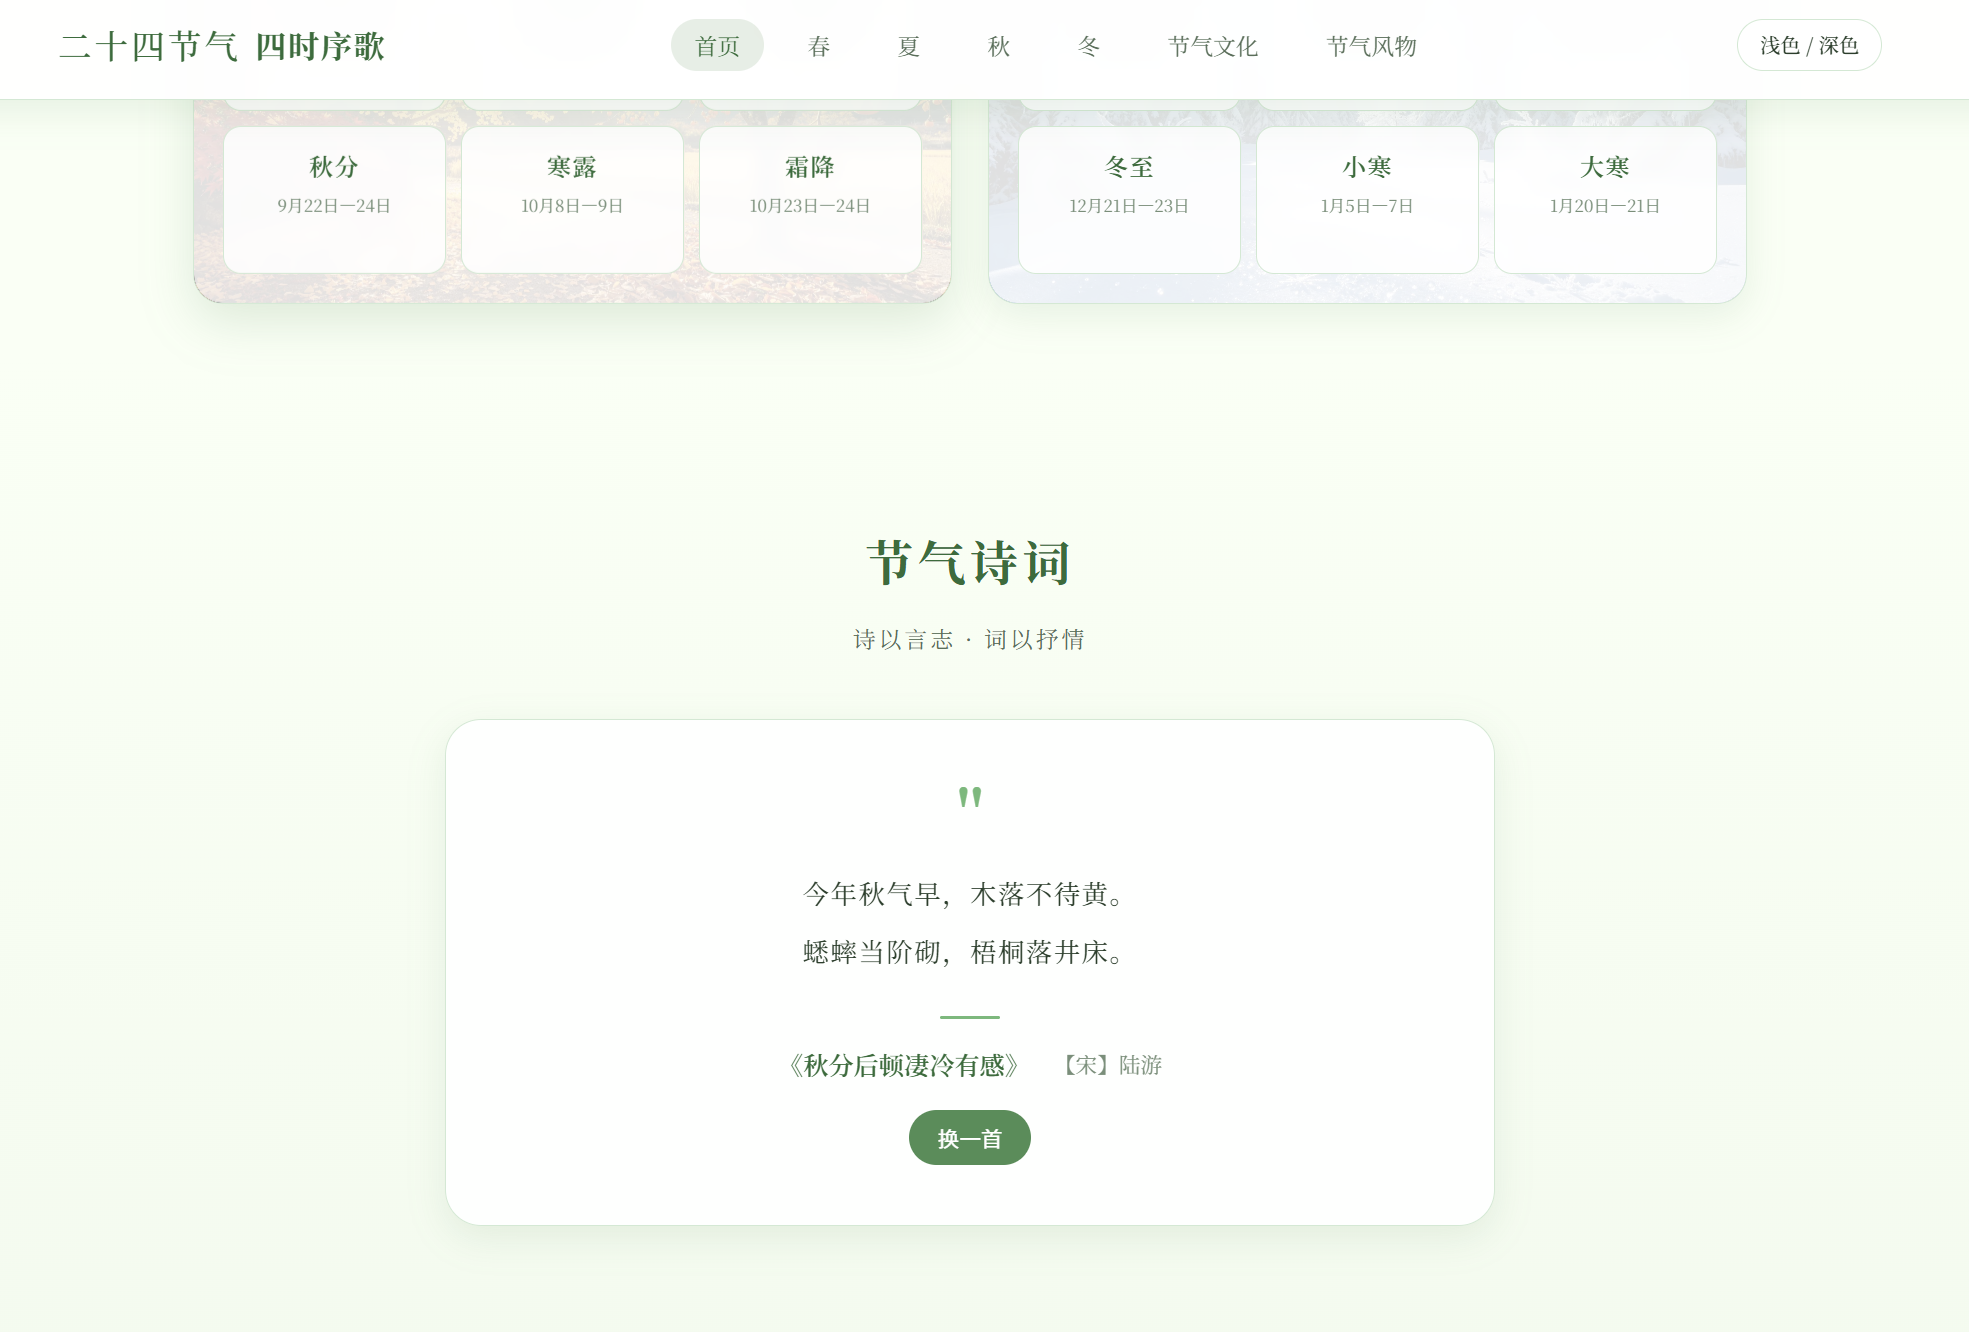 二十四节气 四时序歌
首页 春 夏 秋 冬 节气文化 节气风物
浅色 / 深色
秋分 寒露 霜降 冬至 小寒 大寒
9月22日—24日 10月8日—9日 10月23日—24日 12月21日—23日 1月5日—7日 1月20日—21日
节气诗词
诗以言志 · 词以抒情
"
今年秋气早，木落不待黄。
蟋蟀当阶砌，梧桐落井床。
《秋分后顿凄冷有感》 【宋】陆游
换一首